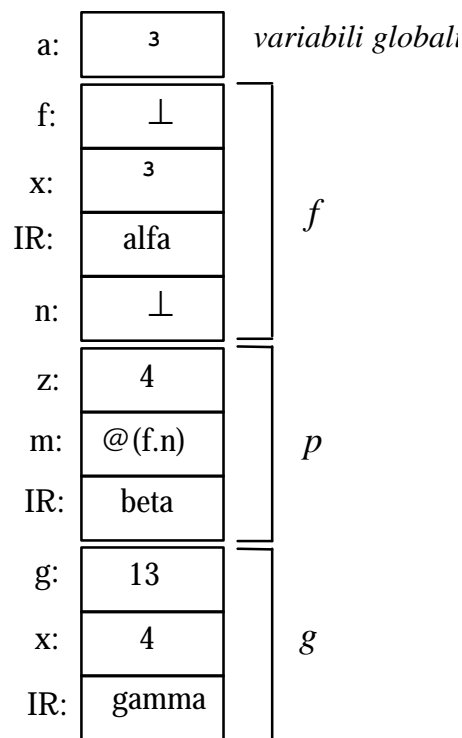 a: 3 variabili globali
f: ⊥
x: 3
f
IR: alfa
n: ⊥
z: 4
m: @(f.n) p
IR: beta
g: 13
x: 4 g
IR: gamma